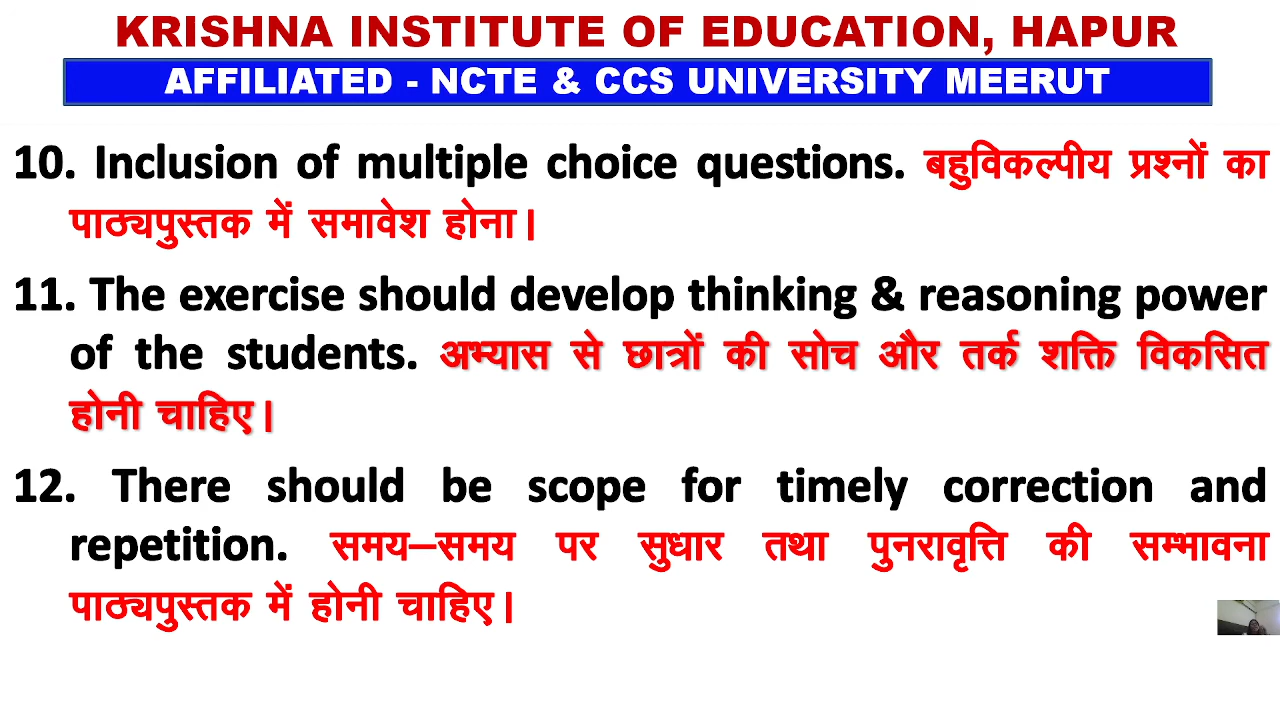 KRISHNA INSTITUTE OF EDUCATION, HAPUR
AFFILIATED - NCTE & CCS UNIVERSITY MEERUT
10. Inclusion of multiple choice questions. बहुविकल्पीय प्रश्नों का
पाठ्यपुस्तक में समावेश होना।
11. The exercise should develop thinking & reasoning power
of the students. अभ्यास से छात्रों की सोच और तर्क शक्ति विकसित
होनी चाहिए।
12. There should be scope for timely correction and
repetition. समय–समय पर सुधार तथा पुनरावृत्ति की सम्भावना
पाठ्यपुस्तक में होनी चाहिए।